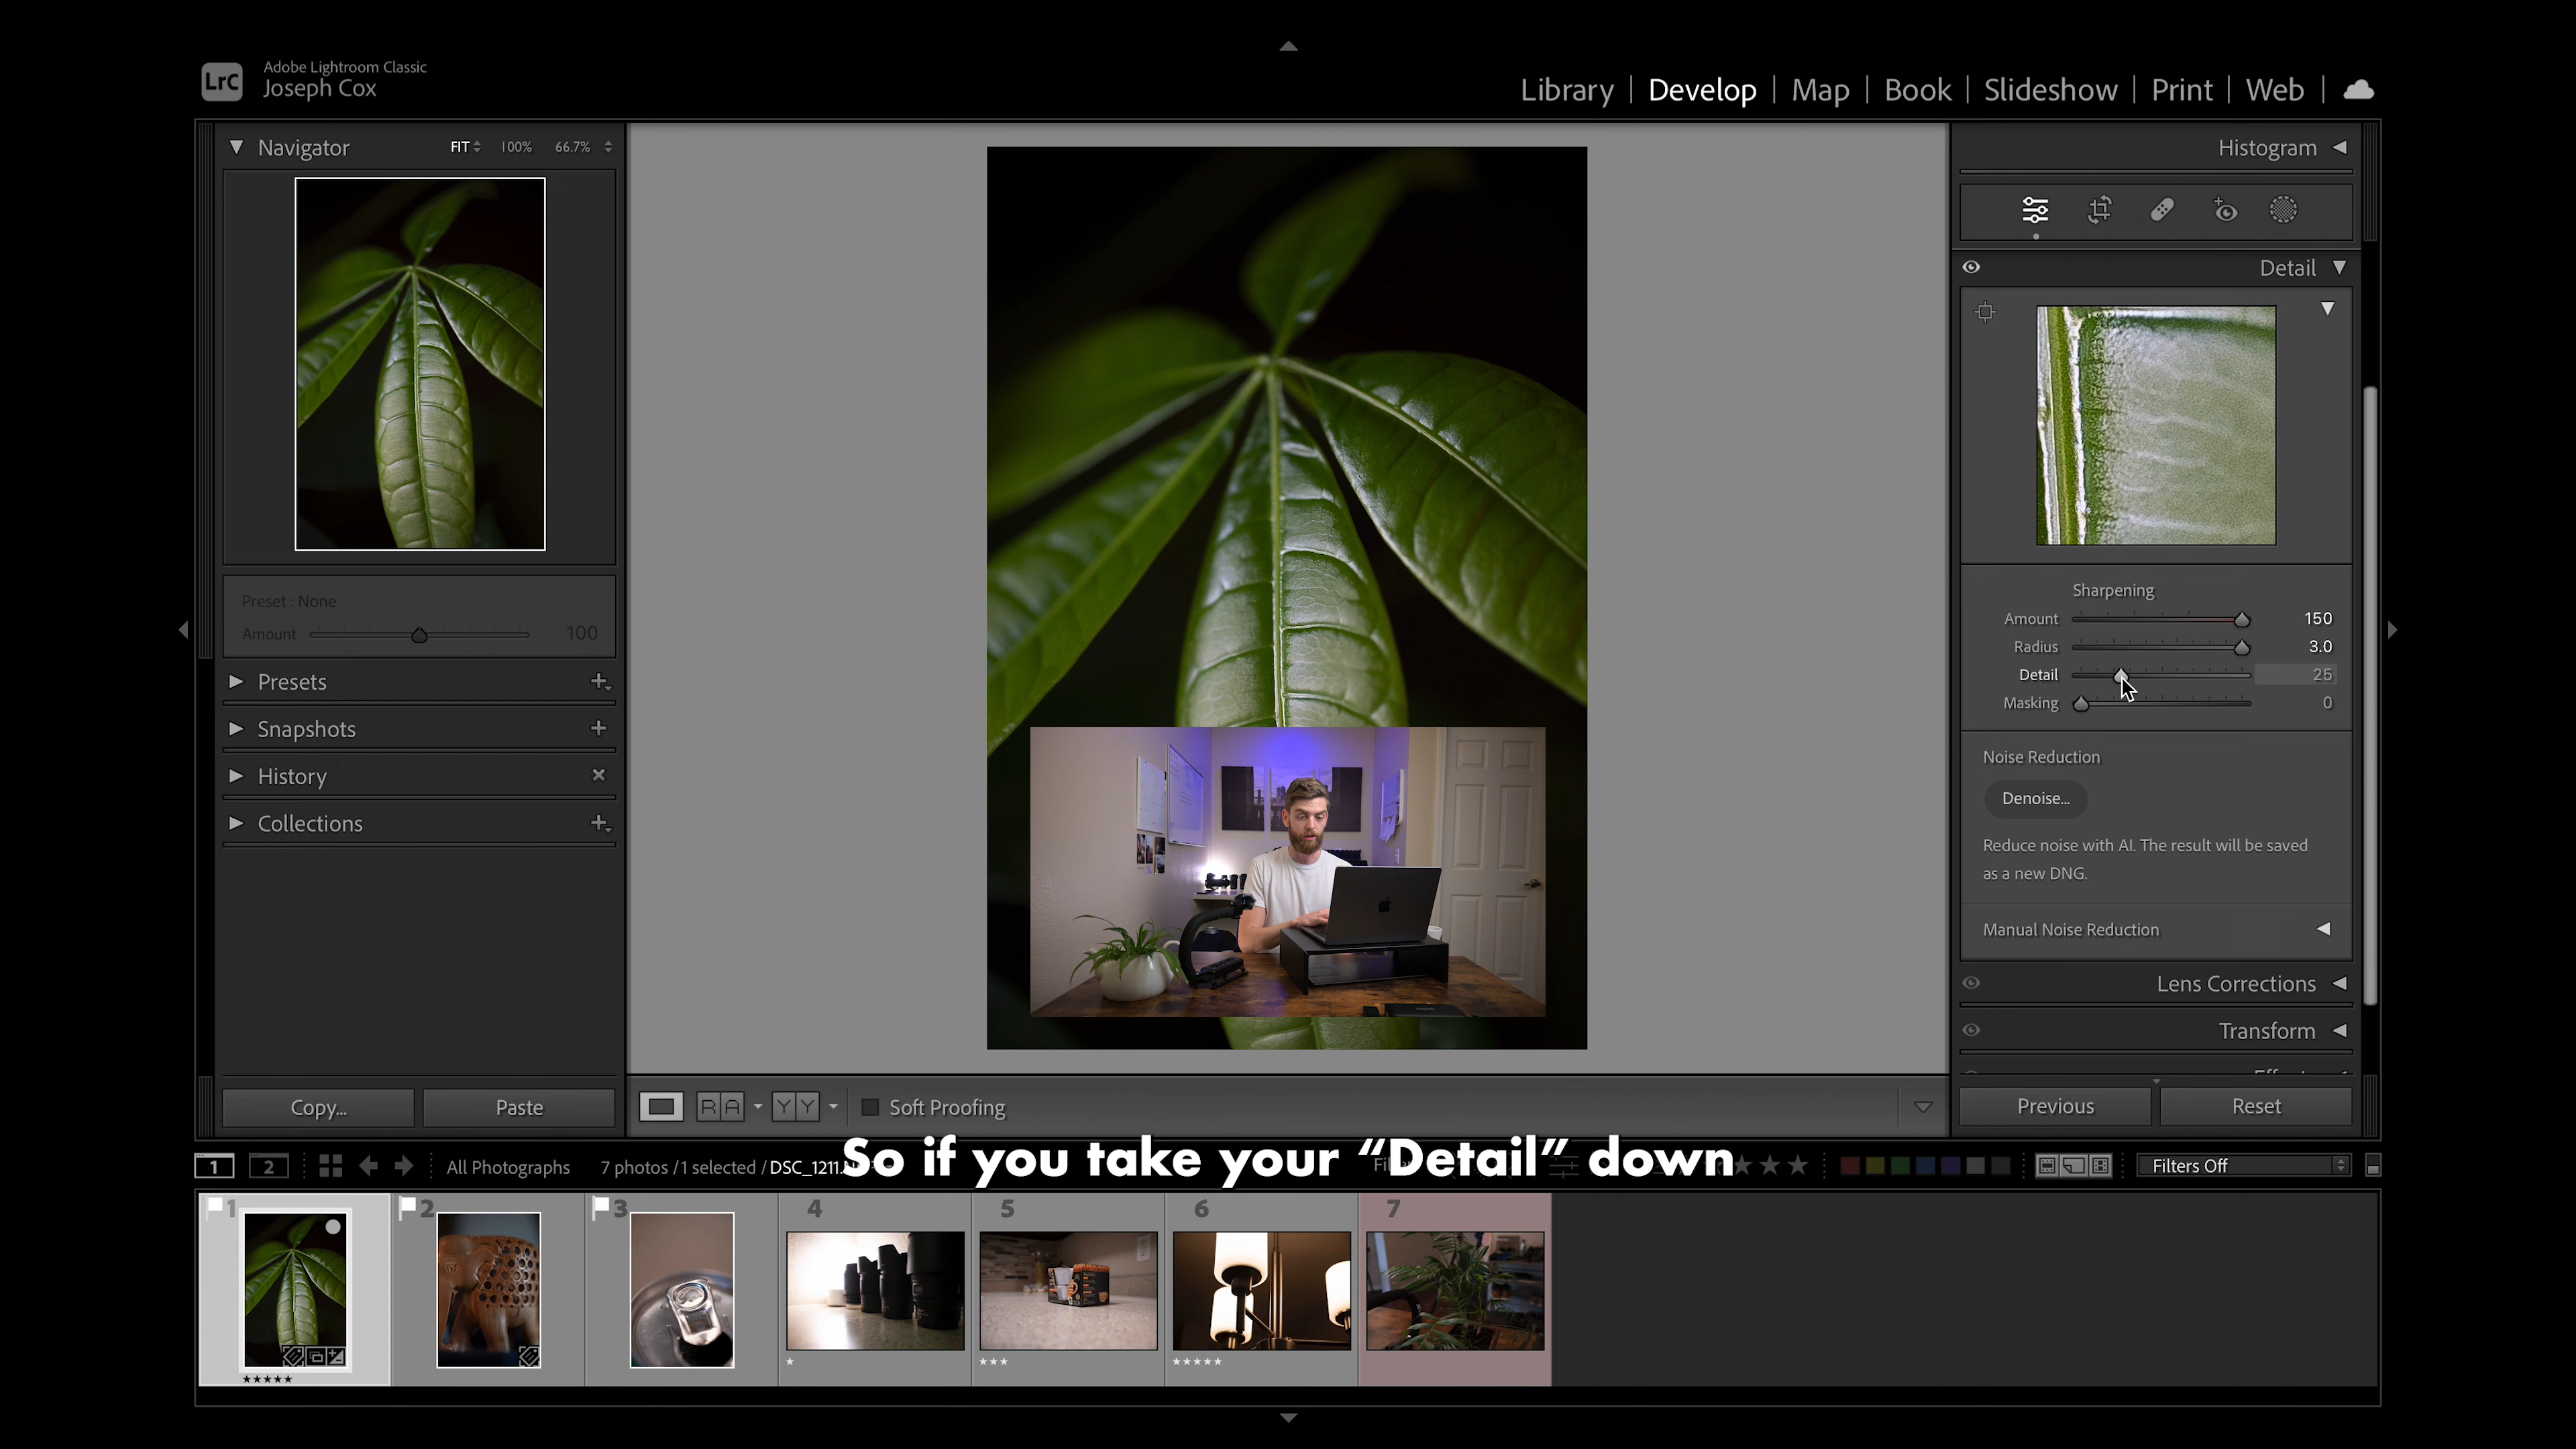 LrC
Adobe Lightroom Classic
Joseph Cox
Library | Develop | Map | Book | Slideshow | Print | Web
Navigator FIT 100% 66.7%
Histogram
Detail
Preset : None
Amount 100
Presets
Snapshots
History
Collections
Sharpening
Amount 150
Radius 3.0
Detail 25
Masking 0
Noise Reduction
Denoise...
Reduce noise with AI. The result will be saved
as a new DNG.
Manual Noise Reduction
Lens Corrections
Transform
Copy... Paste
R A Y Y Soft Proofing
Previous Reset
So if you take your “Detail” down
1 2 All Photographs 7 photos / 1 selected / DSC_1211
Filters Off
1 2 3 4 5 6 7